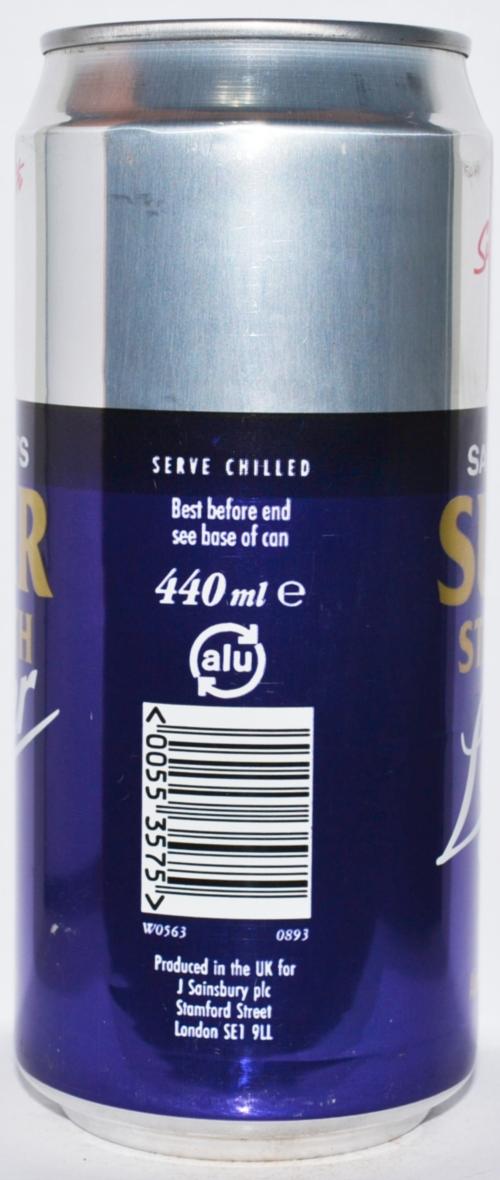 SERVE CHILLED
Best before end
see base of can
440 ml e
alu
<0055 3575>
W0563 0893
Produced in the UK for
J Sainsbury plc
Stamford Street
London SE1 9LL